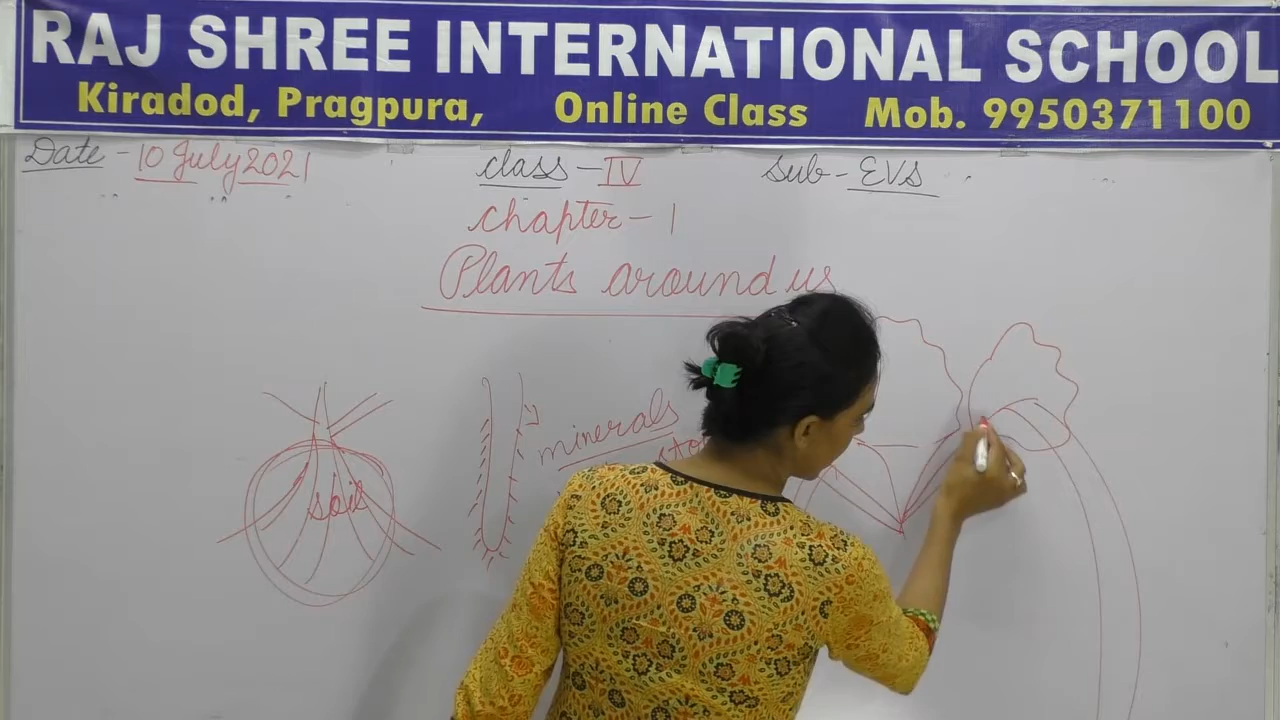 RAJ SHREE INTERNATIONAL SCHOOL
Kiradod, Pragpura, Online Class Mob. 9950371100
Date - 10 July 2021 class - IV Sub - EVS
chapter - 1
Plants around us
minerals
soil